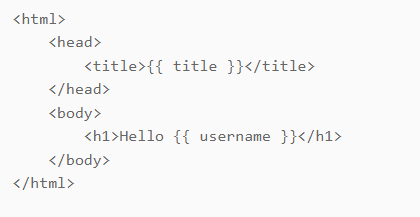 <html>
    <head>
        <title>{{ title }}</title>
    </head>
    <body>
        <h1>Hello {{ username }}</h1>
    </body>
</html>